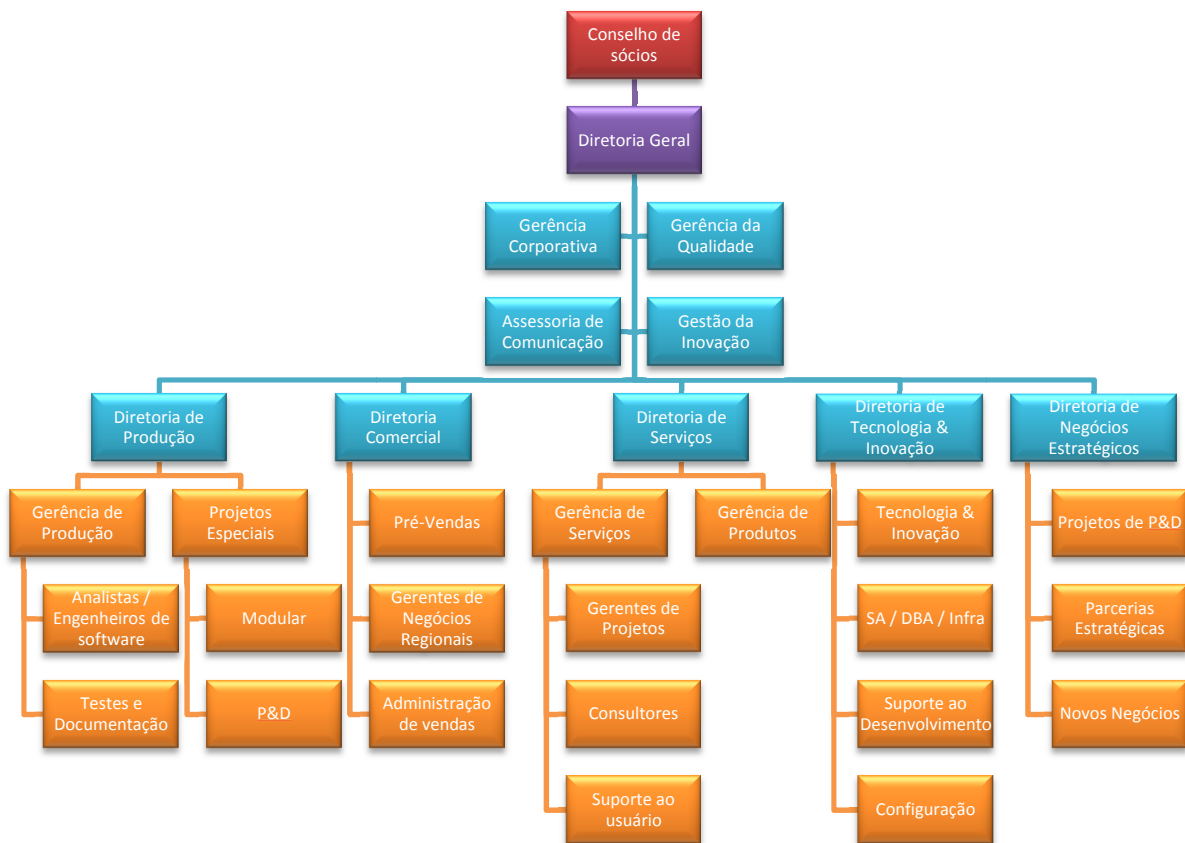 Conselho de
sócios
Diretoria Geral
Gerência
Corporativa
Gerência da
Qualidade
Assessoria de
Comunicação
Gestão da
Inovação
Diretoria de
Produção
Diretoria
Comercial
Diretoria de
Serviços
Diretoria de
Tecnologia &
Inovação
Diretoria de
Negócios
Estratégicos
Gerência de
Produção
Projetos
Especiais
Pré-Vendas
Gerência de
Serviços
Gerência de
Produtos
Tecnologia &
Inovação
Projetos de P&D
Analistas /
Engenheiros de
software
Modular
Gerentes de
Negócios
Regionais
Gerentes de
Projetos
SA / DBA / Infra
Parcerias
Estratégicas
Testes e
Documentação
P&D
Administração
de vendas
Consultores
Suporte ao
Desenvolvimento
Novos Negócios
Suporte ao
usuário
Configuração